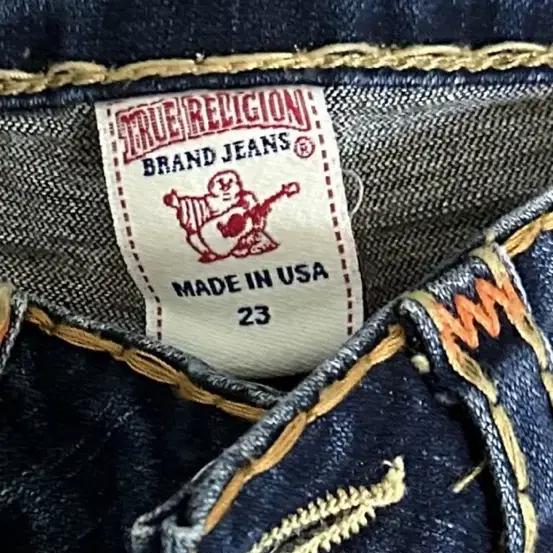 TRUE RELIGION
BRAND JEANS ®
MADE IN USA
23